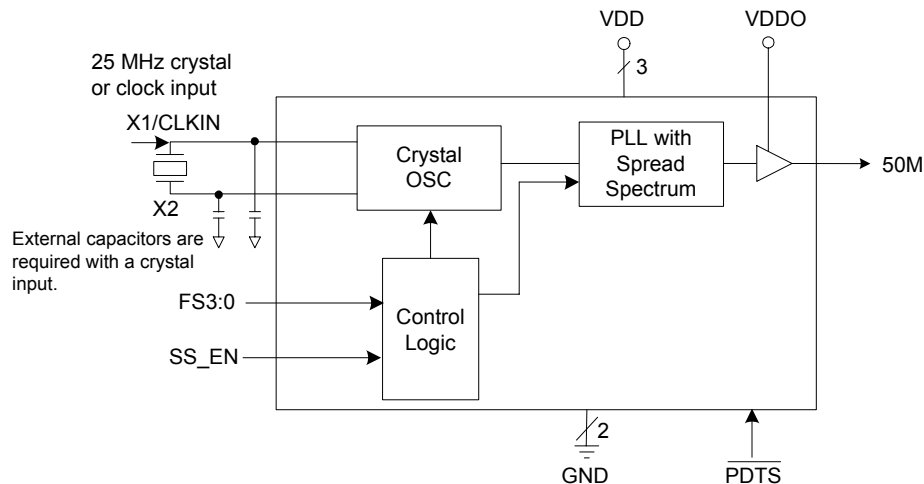 VDD
VDDO
3
25 MHz crystal
or clock input
X1/CLKIN
X2
External capacitors are
required with a crystal
input.
Crystal
OSC
PLL with
Spread
Spectrum
50M
FS3:0
SS_EN
Control
Logic
2
GND
PDTS